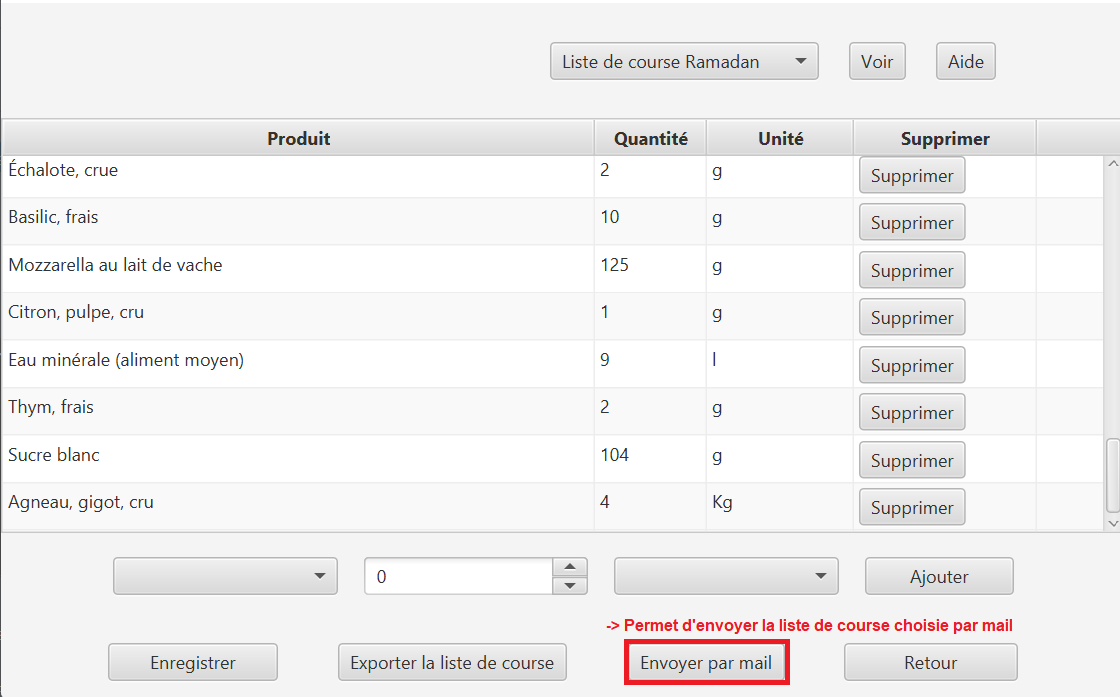 Liste de course Ramadan Voir Aide
Produit Quantité Unité Supprimer
Échalote, crue 2 g Supprimer
Basilic, frais 10 g Supprimer
Mozzarella au lait de vache 125 g Supprimer
Citron, pulpe, cru 1 g Supprimer
Eau minérale (aliment moyen) 9 l Supprimer
Thym, frais 2 g Supprimer
Sucre blanc 104 g Supprimer
Agneau, gigot, cru 4 Kg Supprimer
0 Ajouter
-> Permet d'envoyer la liste de course choisie par mail
Enregistrer Exporter la liste de course Envoyer par mail Retour